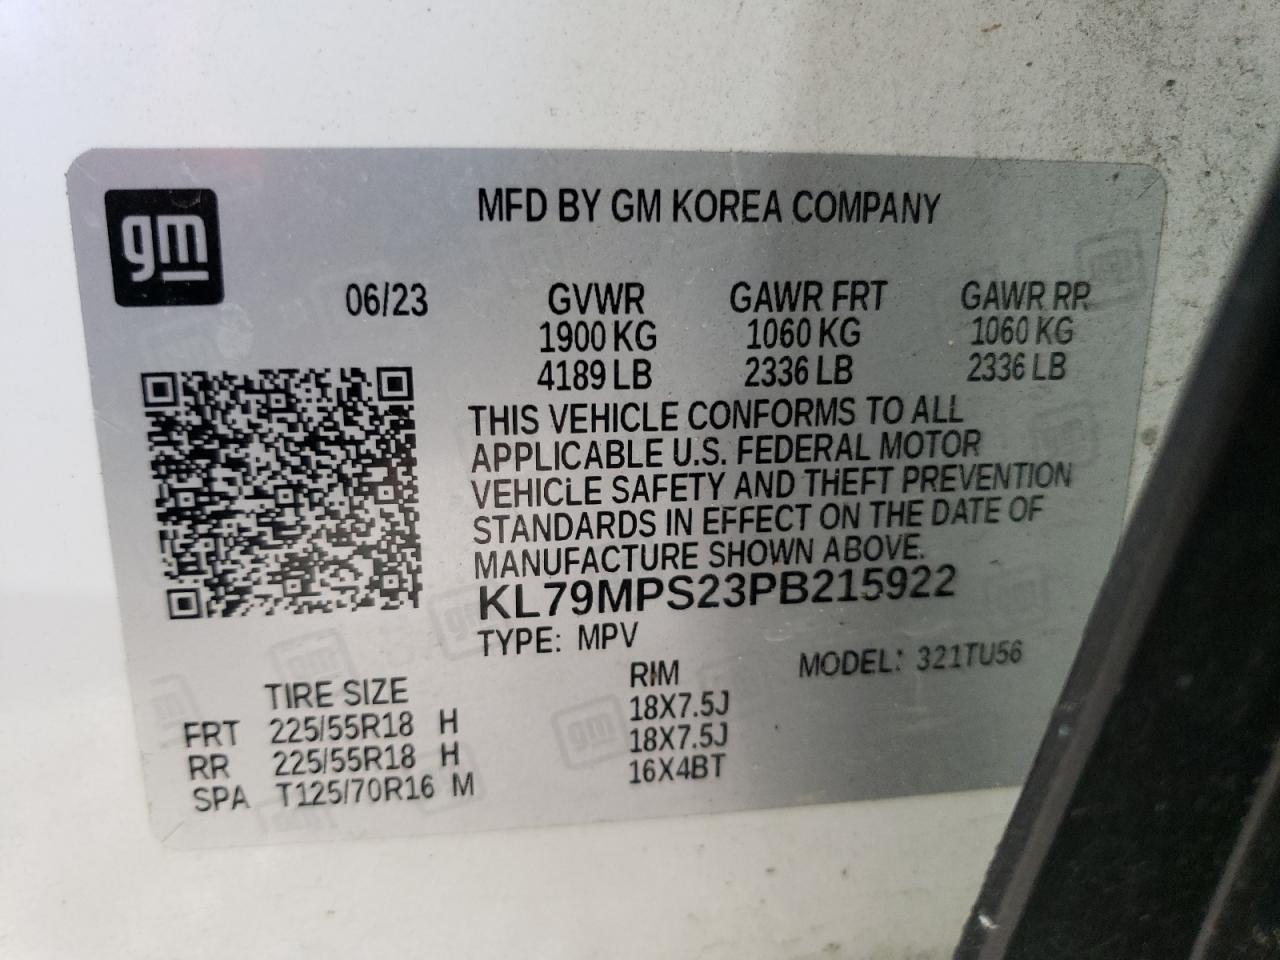 gm
MFD BY GM KOREA COMPANY
06/23 GVWR GAWR FRT GAWR RR
1900 KG 1060 KG 1060 KG
4189 LB 2336 LB 2336 LB
THIS VEHICLE CONFORMS TO ALL
APPLICABLE U.S. FEDERAL MOTOR
VEHICLE SAFETY AND THEFT PREVENTION
STANDARDS IN EFFECT ON THE DATE OF
MANUFACTURE SHOWN ABOVE.
KL79MPS23PB215922
TYPE: MPV MODEL: 321TU56
TIRE SIZE RIM
FRT 225/55R18 H 18X7.5J
RR 225/55R18 H 18X7.5J
SPA T125/70R16 M 16X4BT